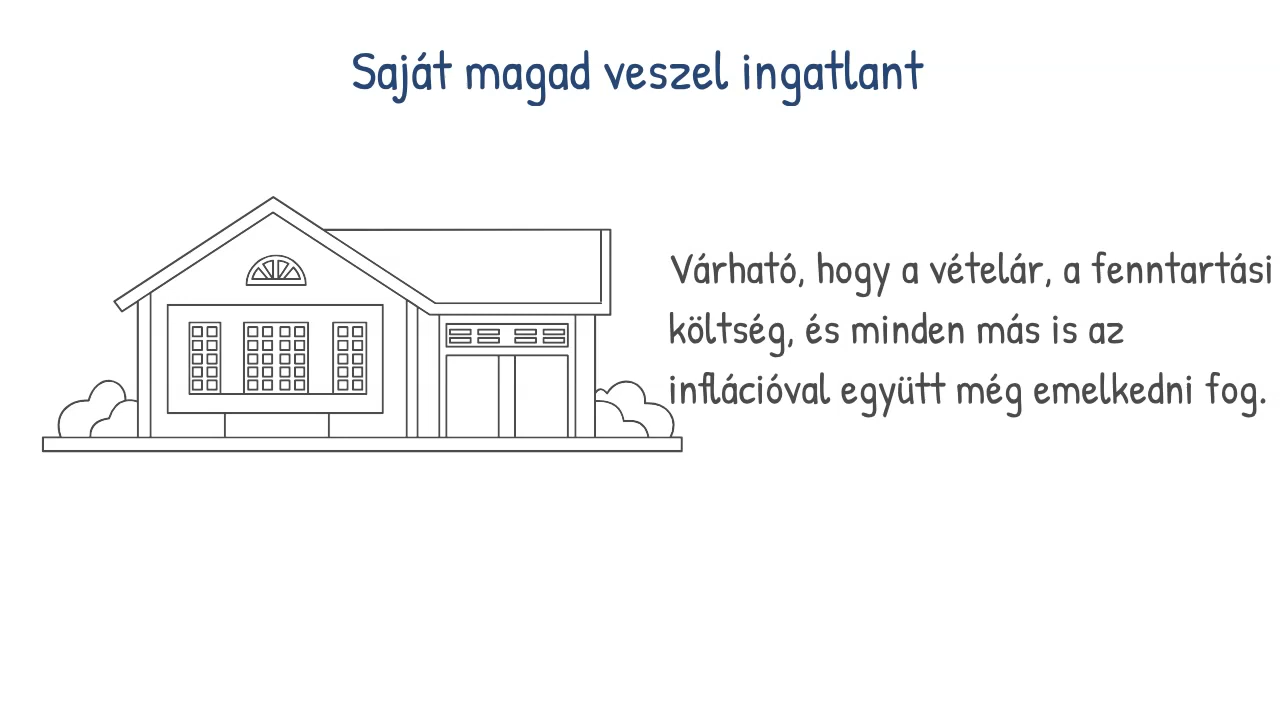 Saját magad veszel ingatlant
Várható, hogy a vételár, a fenntartási
költség, és minden más is az
inflációval együtt még emelkedni fog.